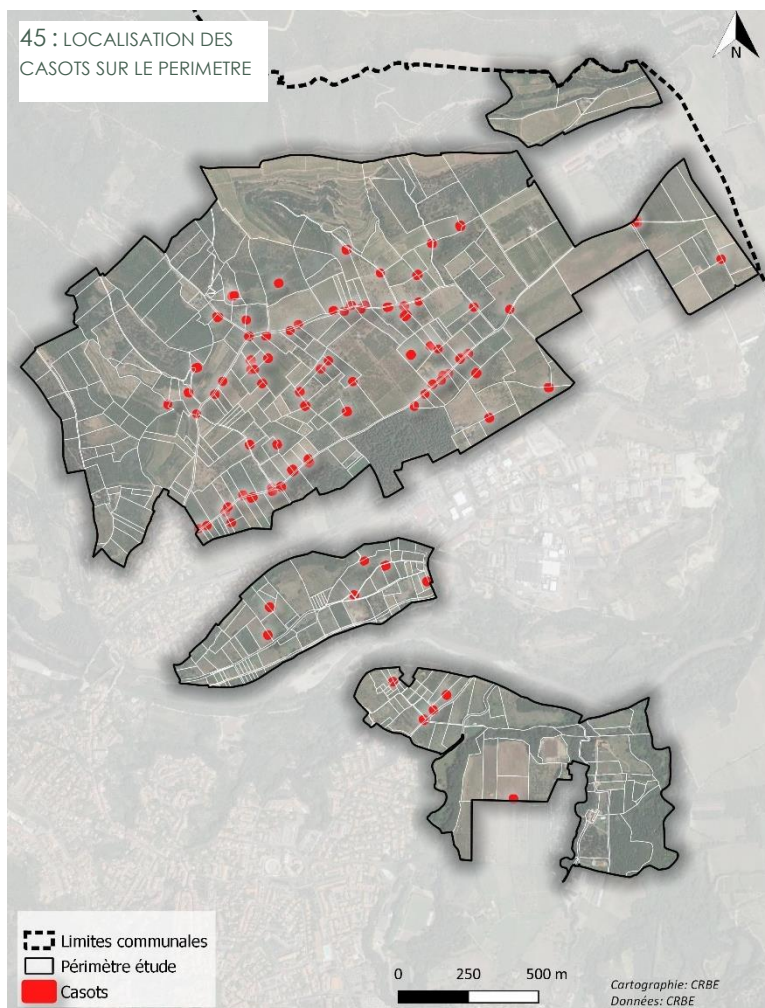 45 : LOCALISATION DES
CASOTS SUR LE PERIMETRE
N
Limites communales
Périmètre étude
Casots
0 250 500 m
Cartographie: CRBE
Données: CRBE